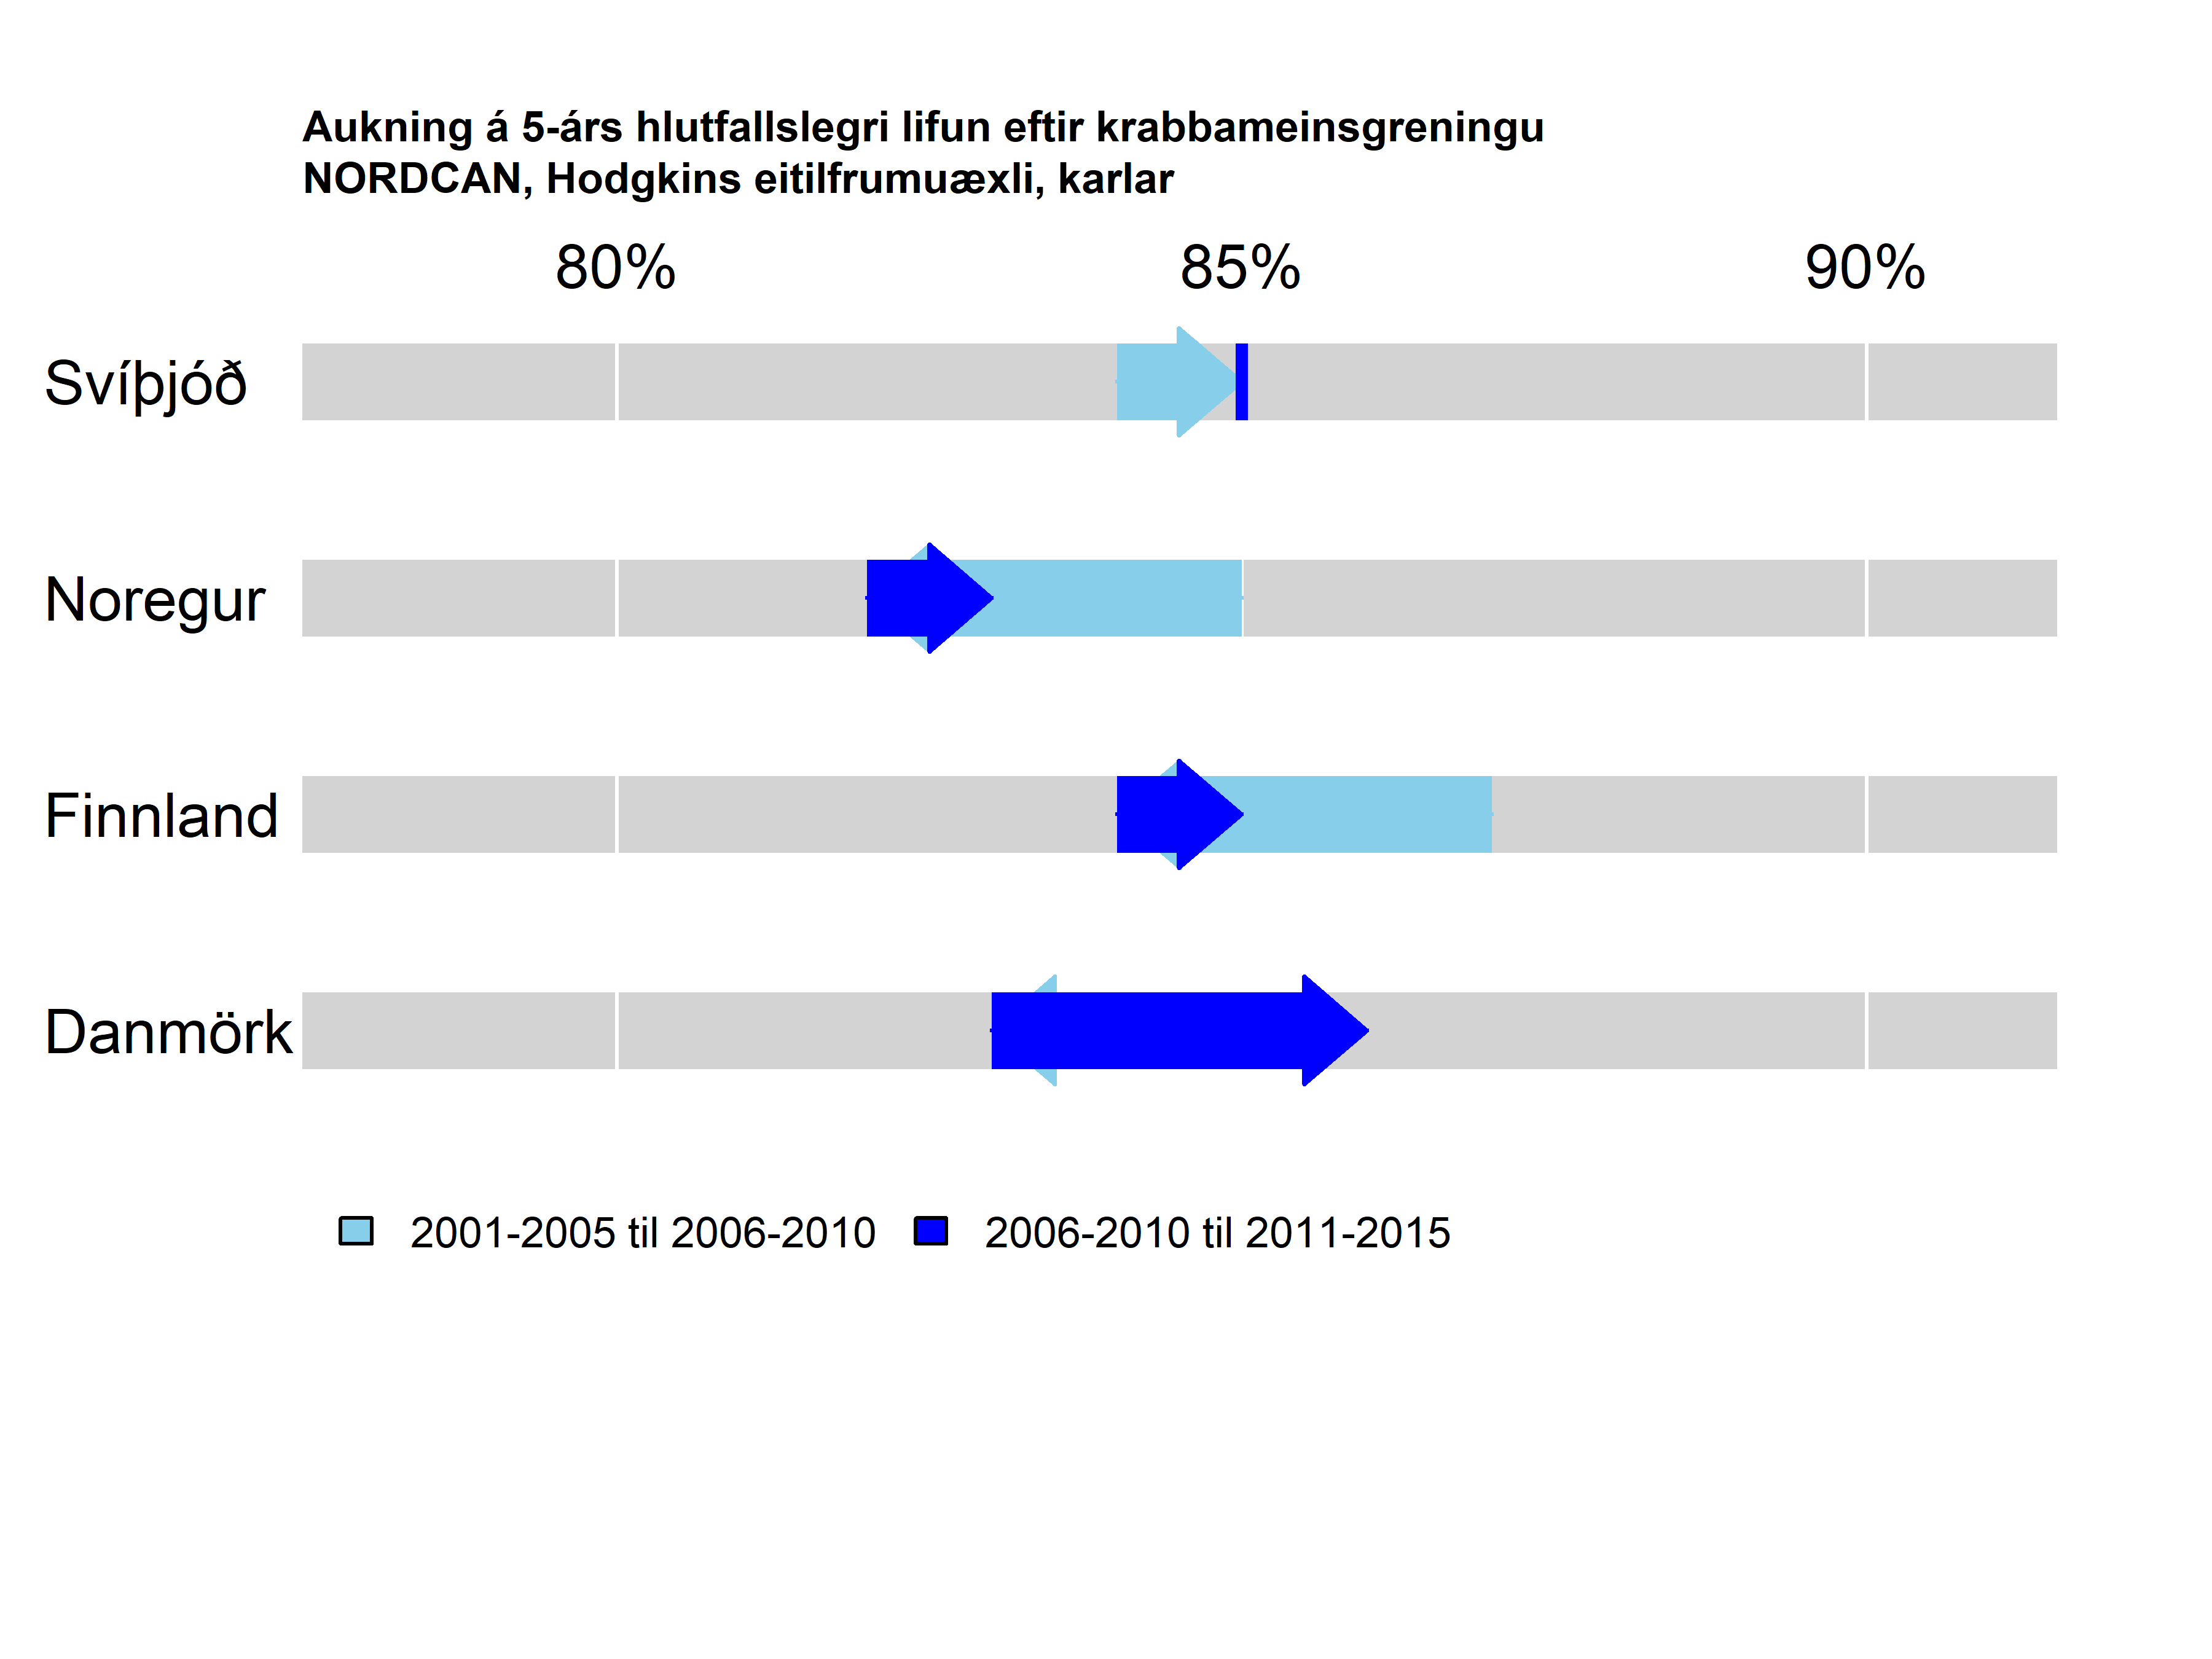 Aukning á 5-árs hlutfallslegri lifun eftir krabbameinsgreningu
NORDCAN, Hodgkins eitilfrumuæxli, karlar
80% 85% 90%
Svíþjóð
Noregur
Finnland
Danmörk
2001-2005 til 2006-2010 2006-2010 til 2011-2015